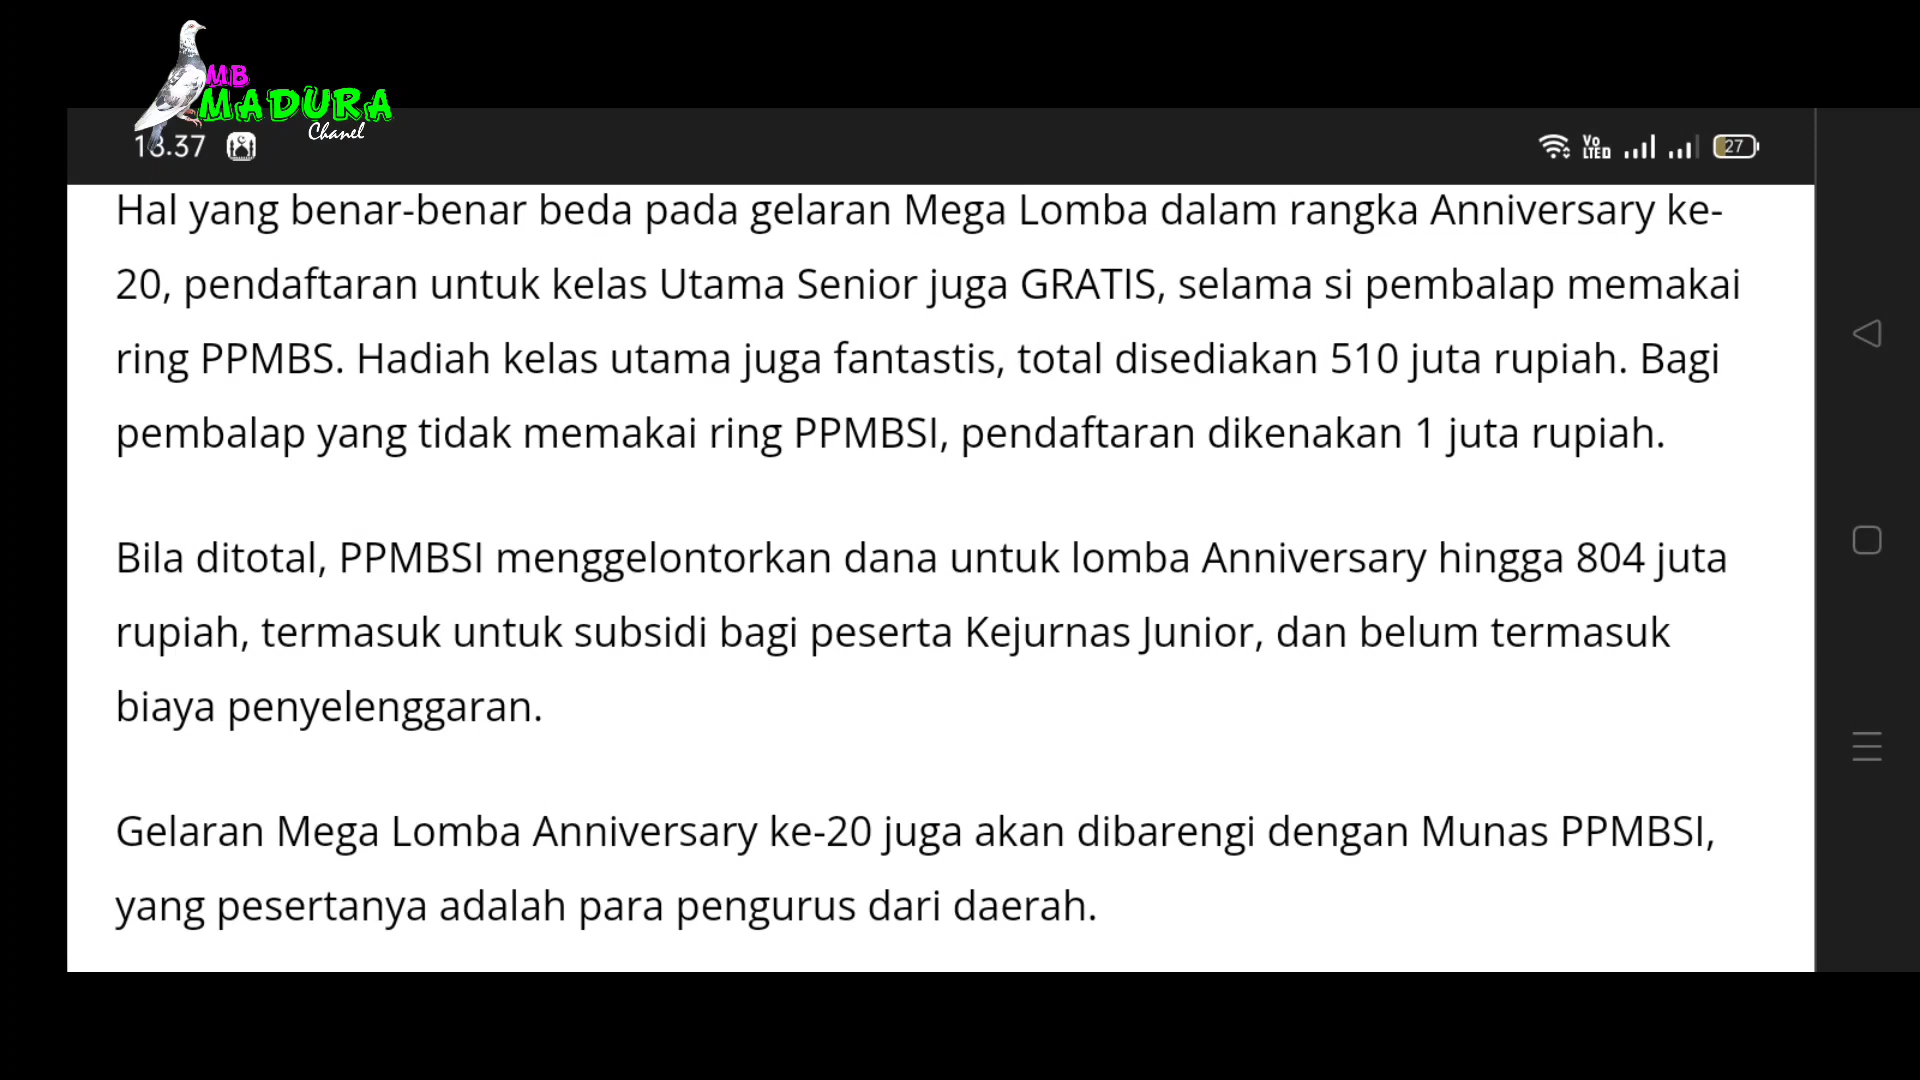 MB
MADURA
Chanel
18.37
Vo
LTE
27
Hal yang benar-benar beda pada gelaran Mega Lomba dalam rangka Anniversary ke-
20, pendaftaran untuk kelas Utama Senior juga GRATIS, selama si pembalap memakai
ring PPMBS. Hadiah kelas utama juga fantastis, total disediakan 510 juta rupiah. Bagi
pembalap yang tidak memakai ring PPMBSI, pendaftaran dikenakan 1 juta rupiah.
Bila ditotal, PPMBSI menggelontorkan dana untuk lomba Anniversary hingga 804 juta
rupiah, termasuk untuk subsidi bagi peserta Kejurnas Junior, dan belum termasuk
biaya penyelenggaran.
Gelaran Mega Lomba Anniversary ke-20 juga akan dibarengi dengan Munas PPMBSI,
yang pesertanya adalah para pengurus dari daerah.